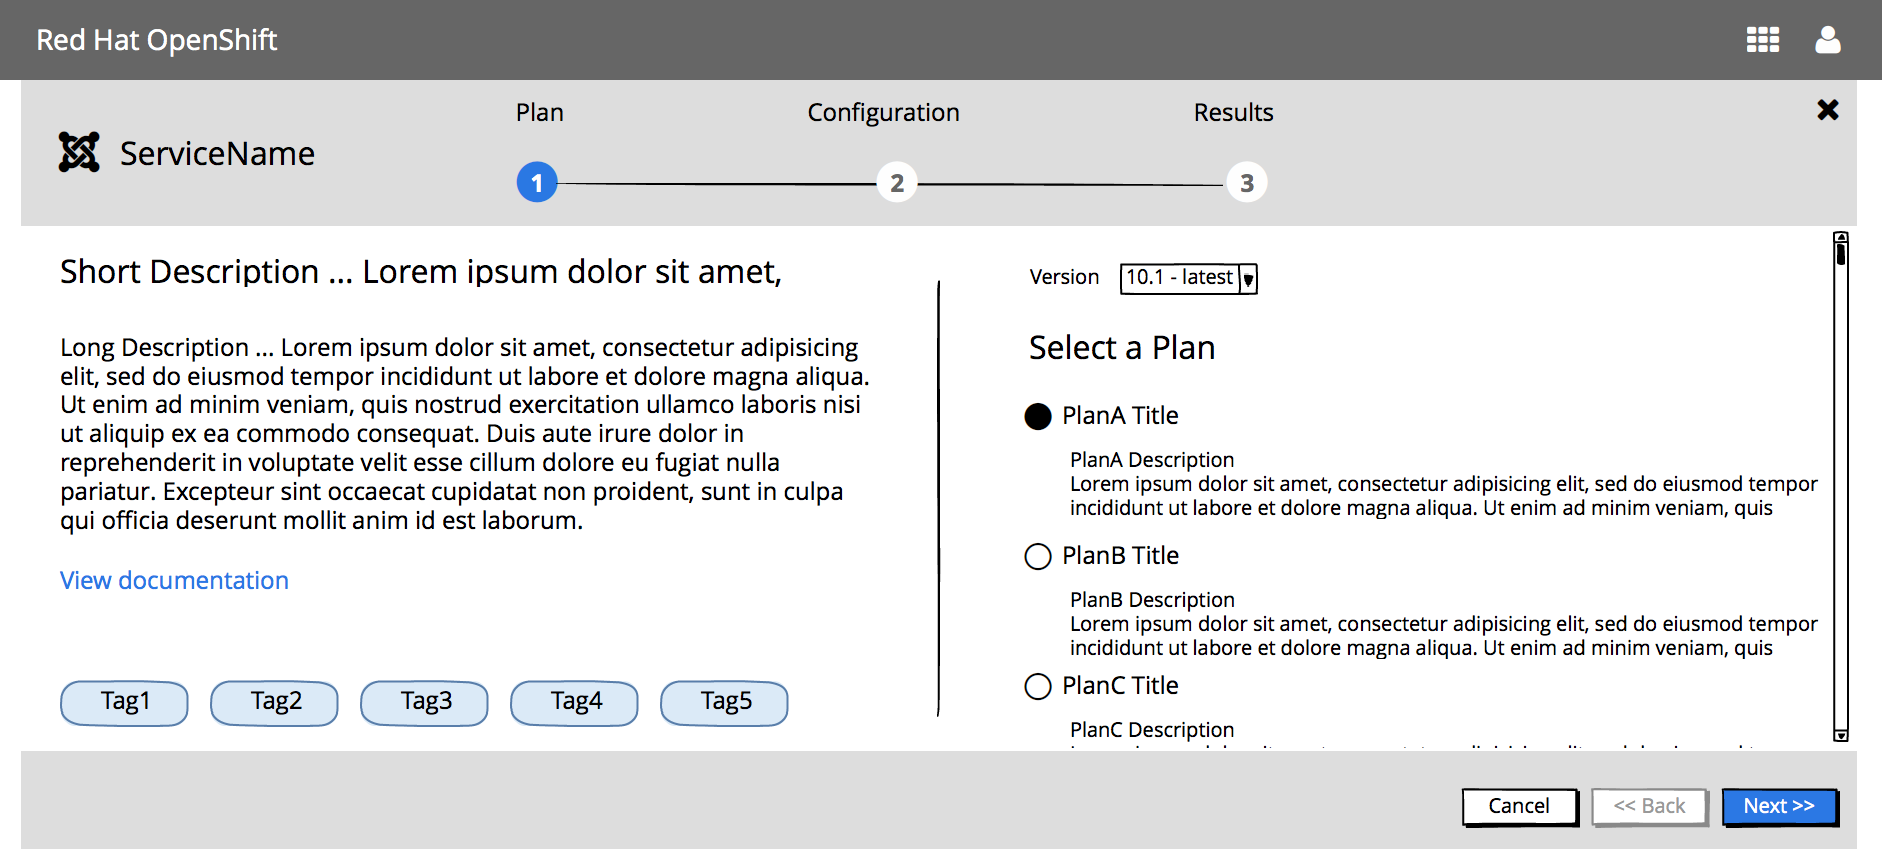 Red Hat OpenShift
Plan
Configuration
Results
ServiceName
1
2
3
Short Description ... Lorem ipsum dolor sit amet,
Long Description ... Lorem ipsum dolor sit amet, consectetur adipisicing
elit, sed do eiusmod tempor incididunt ut labore et dolore magna aliqua.
Ut enim ad minim veniam, quis nostrud exercitation ullamco laboris nisi
ut aliquip ex ea commodo consequat. Duis aute irure dolor in
reprehenderit in voluptate velit esse cillum dolore eu fugiat nulla
pariatur. Excepteur sint occaecat cupidatat non proident, sunt in culpa
qui officia deserunt mollit anim id est laborum.
View documentation
Tag1
Tag2
Tag3
Tag4
Tag5
Version
10.1 - latest
Select a Plan
PlanA Title
PlanA Description
Lorem ipsum dolor sit amet, consectetur adipisicing elit, sed do eiusmod tempor
incididunt ut labore et dolore magna aliqua. Ut enim ad minim veniam, quis
PlanB Title
PlanB Description
Lorem ipsum dolor sit amet, consectetur adipisicing elit, sed do eiusmod tempor
incididunt ut labore et dolore magna aliqua. Ut enim ad minim veniam, quis
PlanC Title
PlanC Description
Cancel
<< Back
Next >>